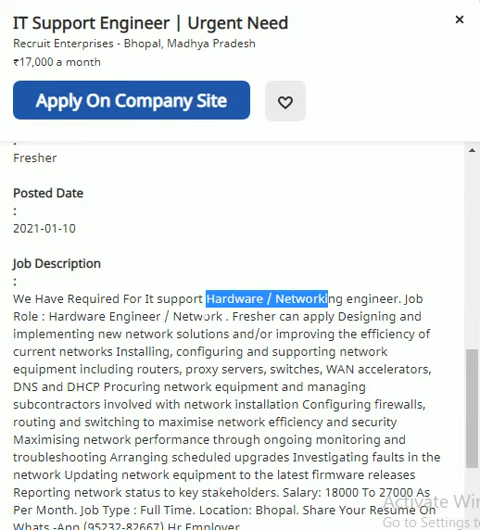 IT Support Engineer | Urgent Need
Recruit Enterprises - Bhopal, Madhya Pradesh
₹17,000 a month
Apply On Company Site
:
Fresher
Posted Date
:
2021-01-10
Job Description
:
We Have Required For It support Hardware / Networking engineer. Job
Role : Hardware Engineer / Network . Fresher can apply Designing and
implementing new network solutions and/or improving the efficiency of
current networks Installing, configuring and supporting network
equipment including routers, proxy servers, switches, WAN accelerators,
DNS and DHCP Procuring network equipment and managing
subcontractors involved with network installation Configuring firewalls,
routing and switching to maximise network efficiency and security
Maximising network performance through ongoing monitoring and
troubleshooting Arranging scheduled upgrades Investigating faults in the
network Updating network equipment to the latest firmware releases
Reporting network status to key stakeholders. Salary: 18000 To 27000 As
Per Month. Job Type : Full Time. Location: Bhopal. Share Your Resume On
Whats -App (95232-82667) Hr Employer
Activate Win
Go to Settings t